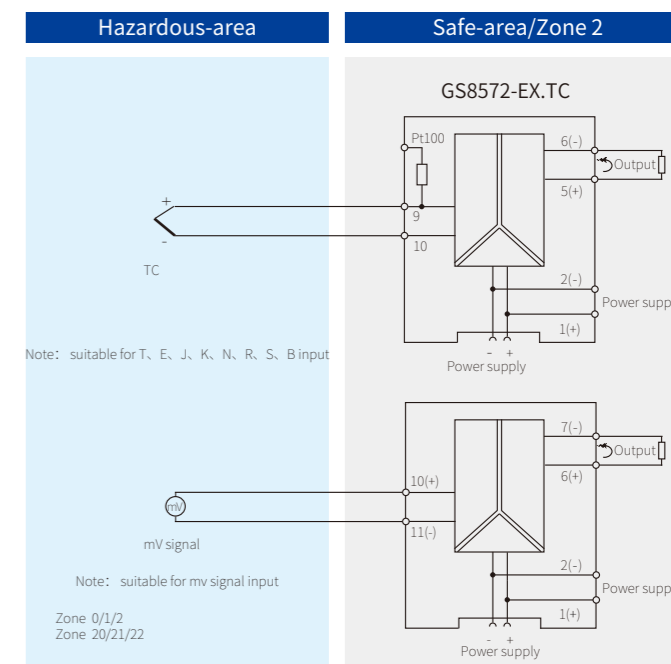 Hazardous-area
Safe-area/Zone 2
GS8572-EX.TC
Pt100
6(-)
Output
5(+)
+
9
-
10
TC
2(-)
Power supp
1(+)
- +
Power supply
Note: suitable for T、E、J、K、N、R、S、B input
7(-)
Output
6(+)
10(+)
mV
11(-)
mV signal
2(-)
Note: suitable for mv signal input
Power supp
1(+)
Zone 0/1/2
Zone 20/21/22
- +
Power supply